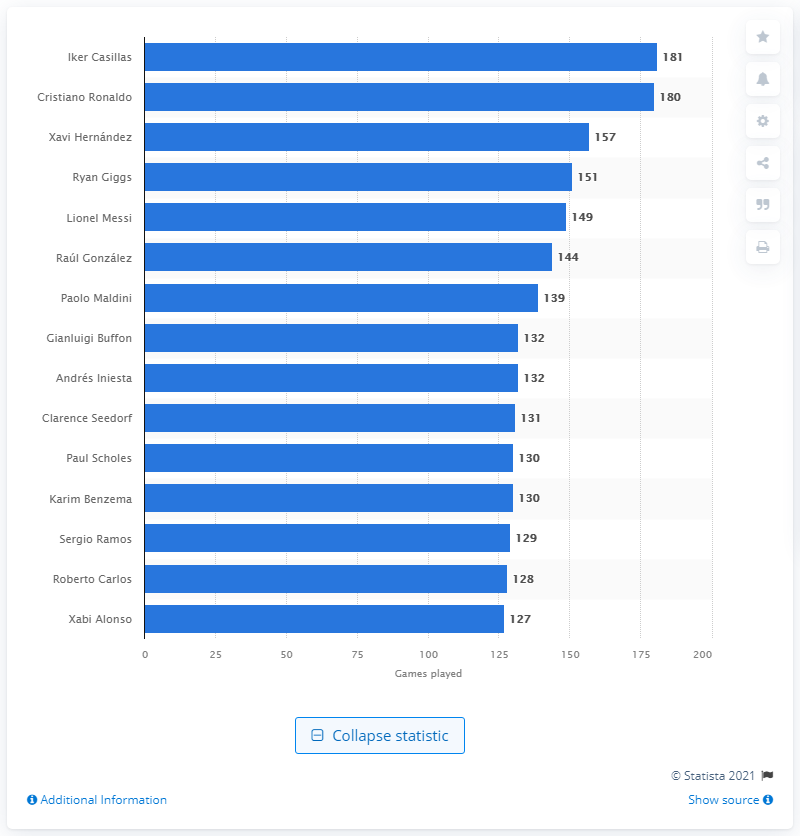 Iker Casillas 181
Cristiano Ronaldo 180
Xavi Hernández 157
Ryan Giggs 151
Lionel Messi 149
Raúl González 144
Paolo Maldini 139
Gianluigi Buffon 132
Andrés Iniesta 132
Clarence Seedorf 131
Paul Scholes 130
Karim Benzema 130
Sergio Ramos 129
Roberto Carlos 128
Xabi Alonso 127
0 25 50 75 100 125 150 175 200
Games played
Collapse statistic
© Statista 2021
Additional Information Show source